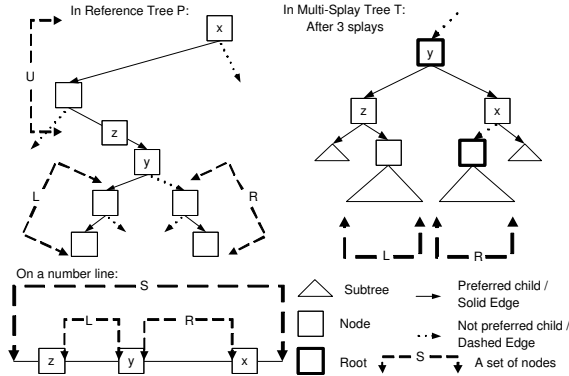 In Reference Tree P:
x
U
z
y
L
R
In Multi-Splay Tree T:
After 3 splays
y
z
x
L
R
On a number line:
S
L
R
z
y
x
Subtree
Node
Root
Preferred child /
Solid Edge
Not preferred child /
Dashed Edge
S
A set of nodes